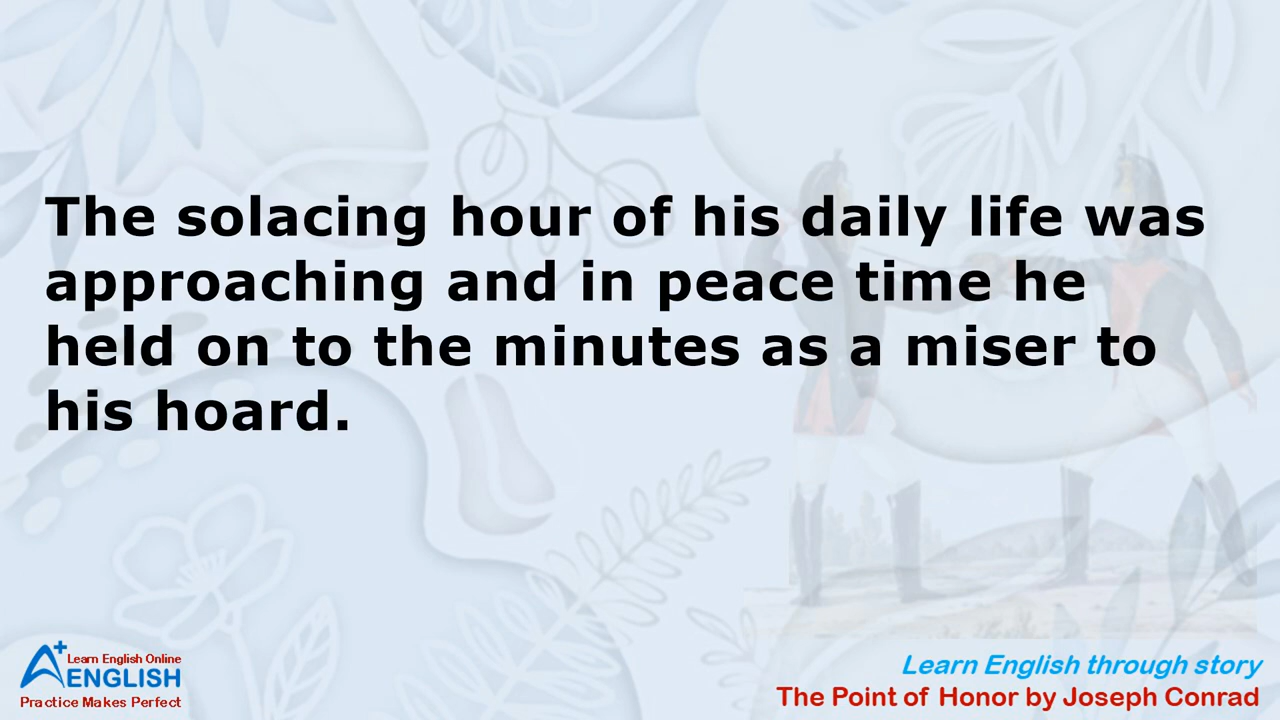 The solacing hour of his daily life was
approaching and in peace time he
held on to the minutes as a miser to
his hoard.
Learn English Online
A+ ENGLISH
Practice Makes Perfect
Learn English through story
The Point of Honor by Joseph Conrad